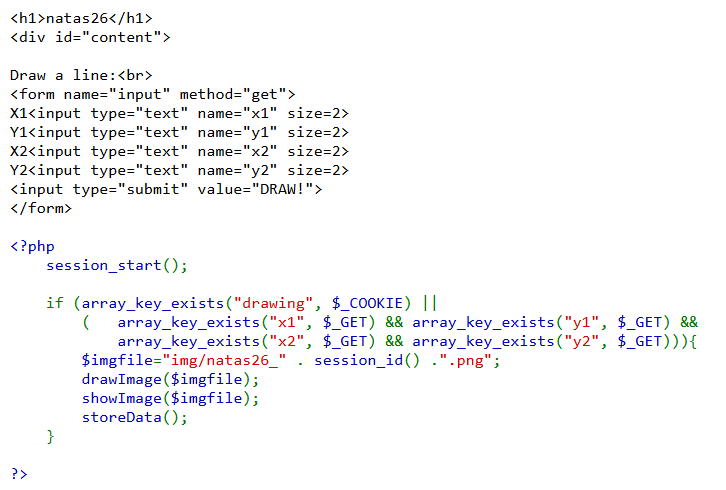 <h1>natas26</h1>
<div id="content">

Draw a line:<br>
<form name="input" method="get">
X1<input type="text" name="x1" size=2>
Y1<input type="text" name="y1" size=2>
X2<input type="text" name="x2" size=2>
Y2<input type="text" name="y2" size=2>
<input type="submit" value="DRAW!">
</form>

<?php
    session_start();

    if (array_key_exists("drawing", $_COOKIE) ||
        (   array_key_exists("x1", $_GET) && array_key_exists("y1", $_GET) &&
            array_key_exists("x2", $_GET) && array_key_exists("y2", $_GET))){
        $imgfile="img/natas26_" . session_id() .".png";
        drawImage($imgfile);
        showImage($imgfile);
        storeData();
    }

?>